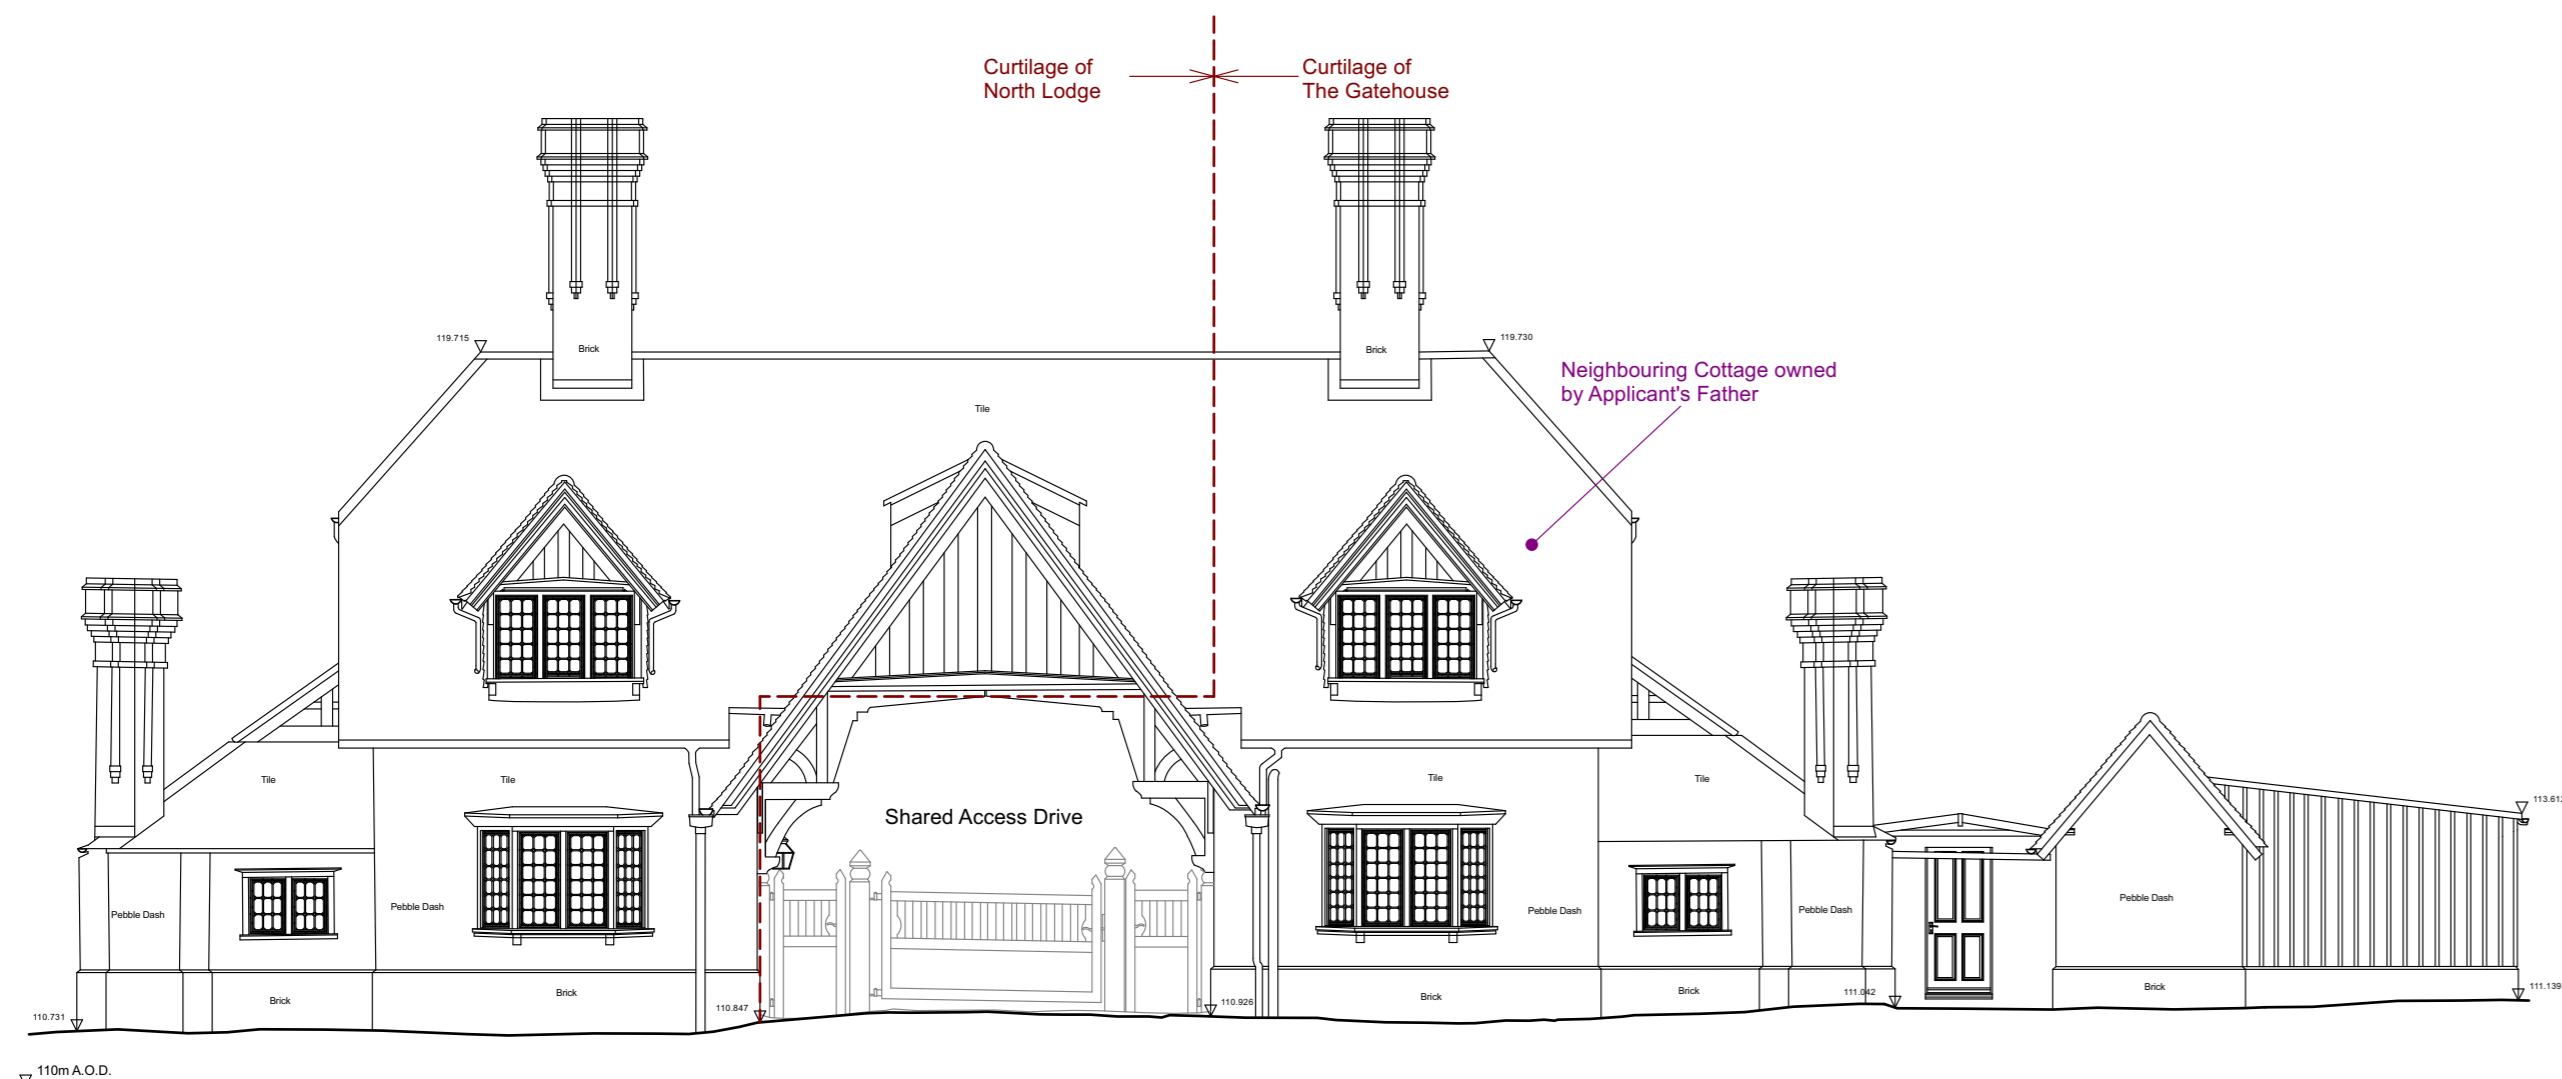 Curtilage of
North Lodge
Curtilage of
The Gatehouse
119.715
Brick
Brick
119.730
Neighbouring Cottage owned
by Applicant's Father
Tile
Tile
Tile
Tile
Tile
Shared Access Drive
113.61
Pebble Dash
Pebble Dash
Pebble Dash
Pebble Dash
Pebble Dash
Brick
Brick
Brick
Brick
Brick
110.731
110.847
110.926
111.042
111.139
110m A.O.D.